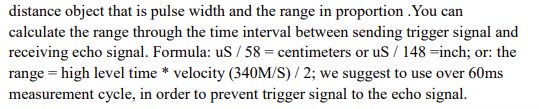 distance object that is pulse width and the range in proportion .You can
calculate the range through the time interval between sending trigger signal and
receiving echo signal. Formula: uS / 58 = centimeters or uS / 148 =inch; or: the
range = high level time * velocity (340M/S) / 2; we suggest to use over 60ms
measurement cycle, in order to prevent trigger signal to the echo signal.